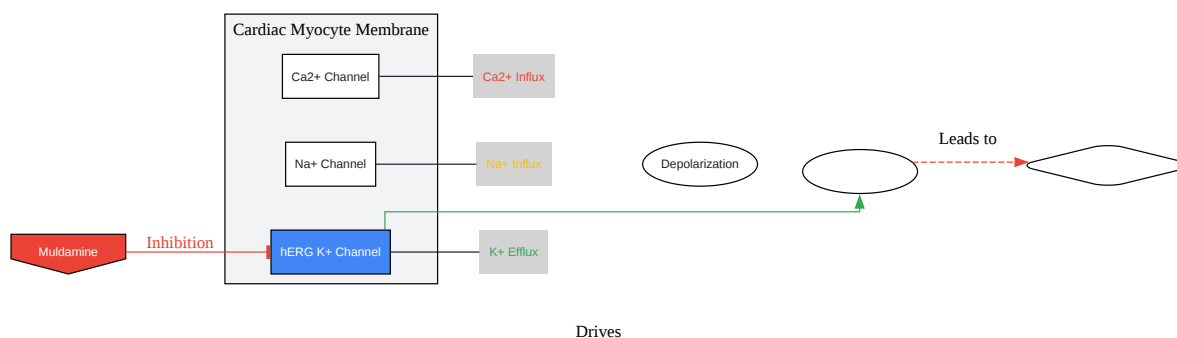 Cardiac Myocyte Membrane
Ca2+ Channel
Ca2+ Influx
Na+ Channel
Na+ Influx
Depolarization
Leads to
Muldamine
Inhibition
hERG K+ Channel
K+ Efflux
Drives